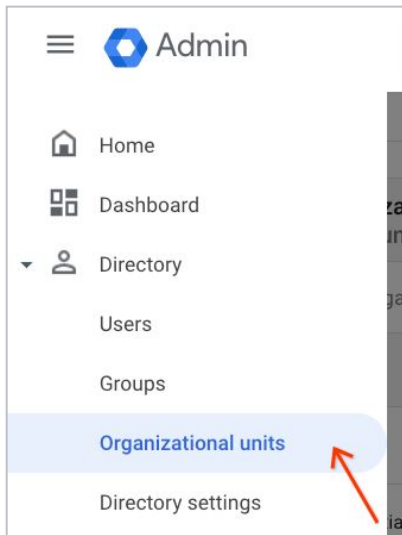 Admin
Home
Dashboard
Directory
Users
Groups
Organizational units
Directory settings